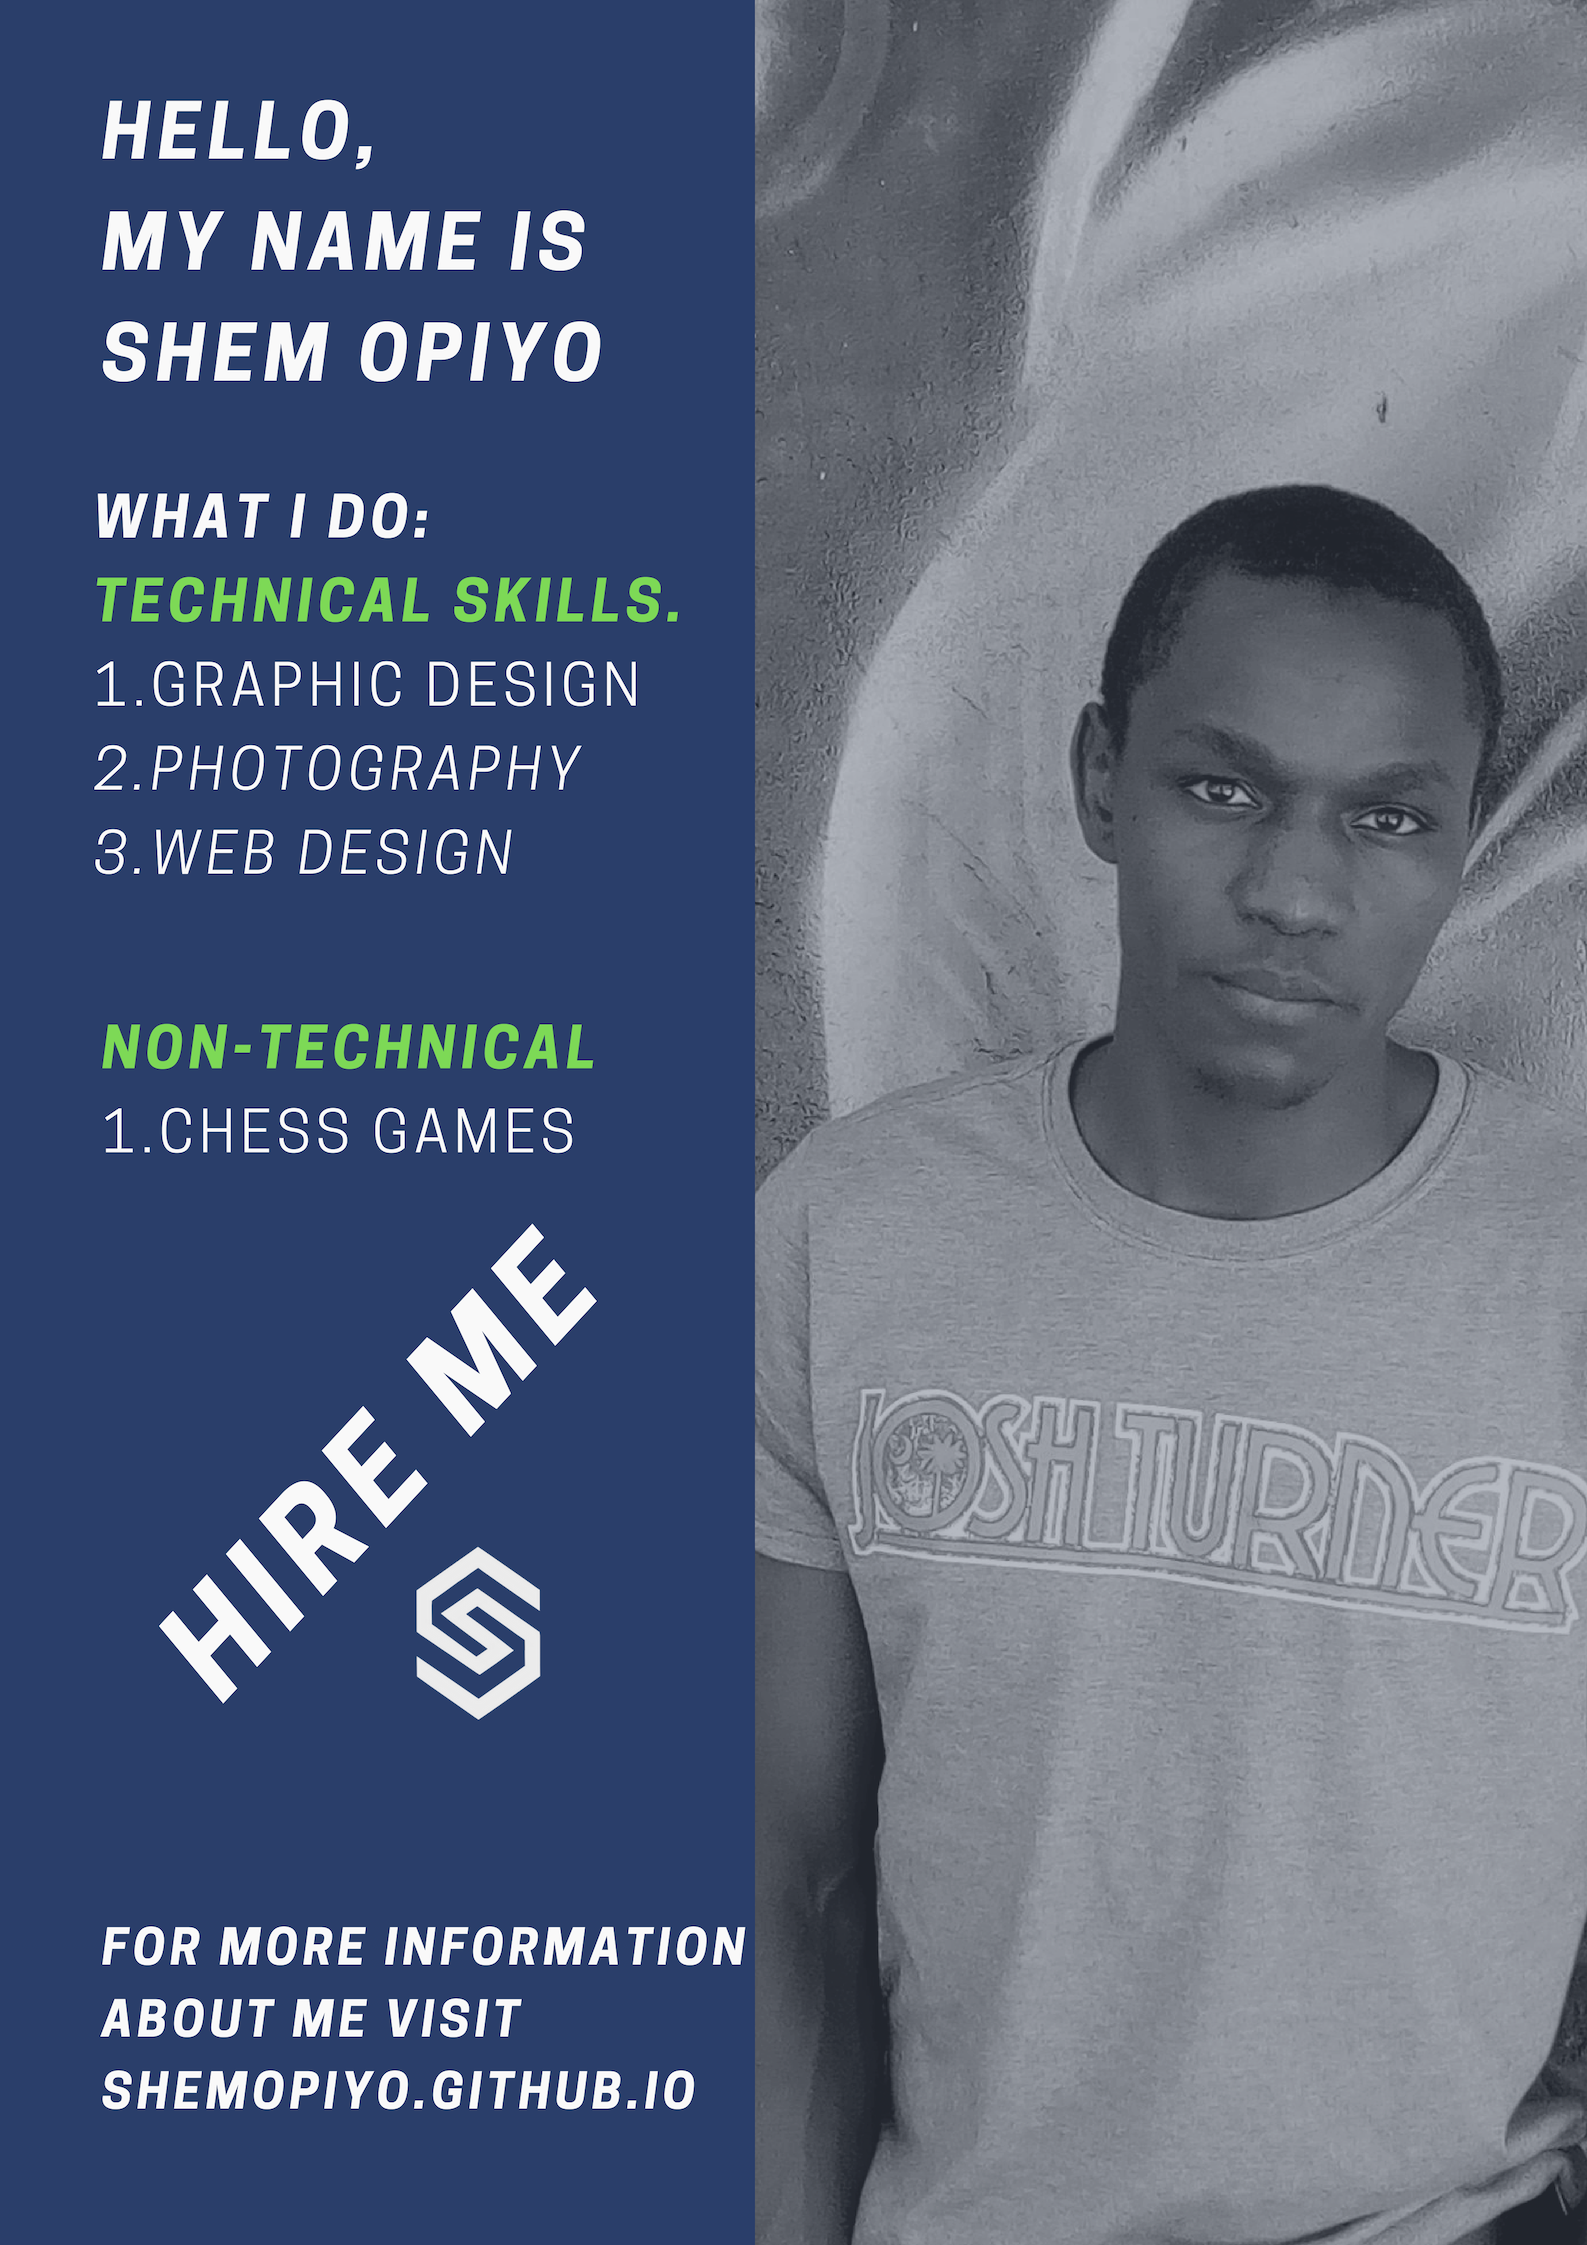 HELLO,
MY NAME IS
SHEM OPIYO
WHAT I DO:
TECHNICAL SKILLS.
1.GRAPHIC DESIGN
2.PHOTOGRAPHY
3.WEB DESIGN
NON-TECHNICAL
1.CHESS GAMES
HIRE ME
FOR MORE INFORMATION
ABOUT ME VISIT
SHEMOPIYO.GITHUB.IO
JOSH TURNER